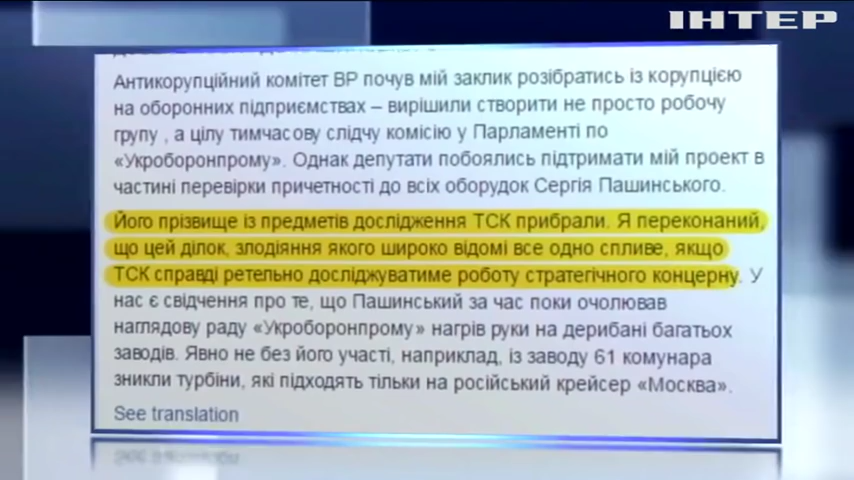 ІНТЕР
Антикорупційний комітет ВР почув мій заклик розібратись із корупцією
на оборонних підприємствах – вирішили створити не просто робочу
групу , а цілу тимчасову слідчу комісію у Парламенті по
«Укроборонпрому». Однак депутати побоялись підтримати мій проект в
частині перевірки причетності до всіх оборудок Сергія Пашинського.
Його прізвище із предметів дослідження ТСК прибрали. Я переконаний,
що цей ділок, злодіяння якого широко відомі все одно спливе, якщо
ТСК справді ретельно досліджуватиме роботу стратегічного концерну. У
нас є свідчення про те, що Пашинський за час поки очолював
наглядову раду «Укроборонпрому» нагрів руки на дерибані багатьох
заводів. Явно не без його участі, наприклад, із заводу 61 комунара
зникли турбіни, які підходять тільки на російський крейсер «Москва».
See translation